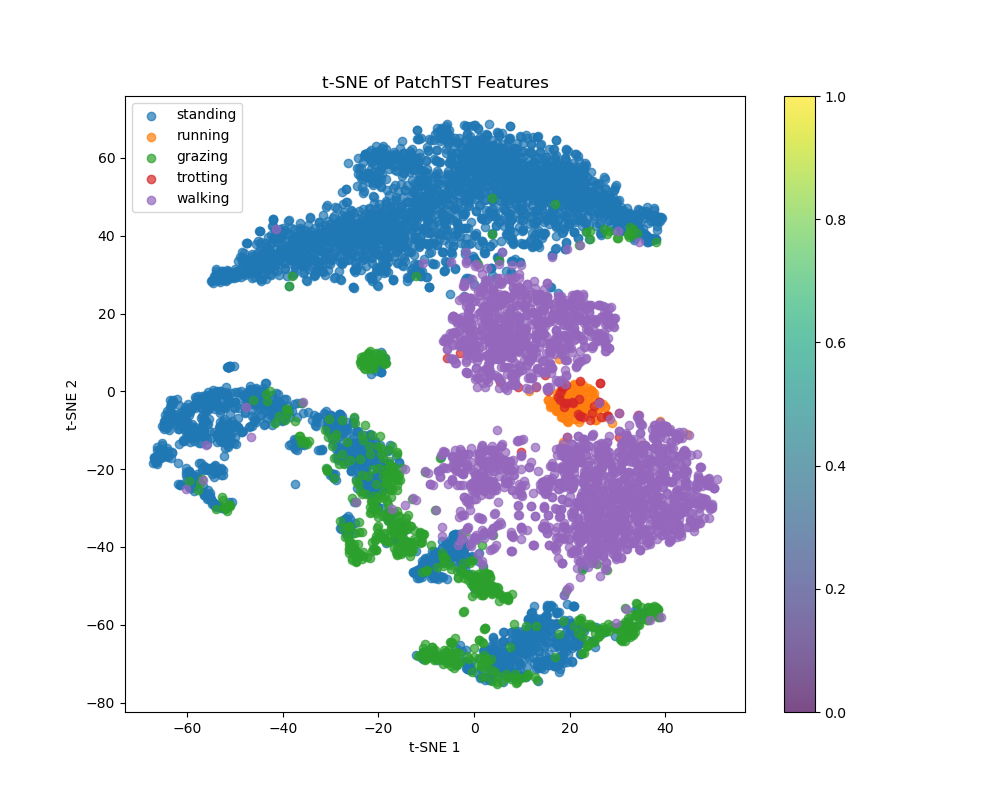 t-SNE of PatchTST Features
standing
running
grazing
trotting
walking
60
40
20
0
−20
−40
−60
−80
t-SNE 2
−60
−40
−20
0
20
40
t-SNE 1
1.0
0.8
0.6
0.4
0.2
0.0